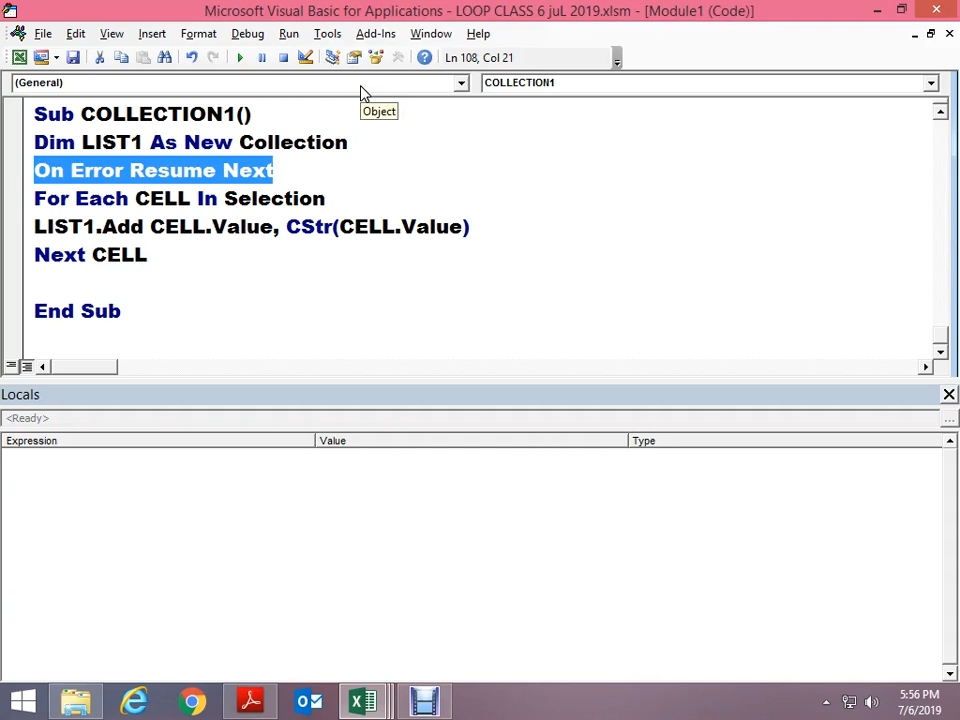 Microsoft Visual Basic for Applications - LOOP CLASS 6 juL 2019.xlsm - [Module1 (Code)]
File Edit View Insert Format Debug Run Tools Add-Ins Window Help
Ln 108, Col 21
(General) COLLECTION1
Object
Sub COLLECTION1()
Dim LIST1 As New Collection
On Error Resume Next
For Each CELL In Selection
LIST1.Add CELL.Value, CStr(CELL.Value)
Next CELL
End Sub
Locals
<Ready>
...
Expression Value Type
5:56 PM
7/6/2019